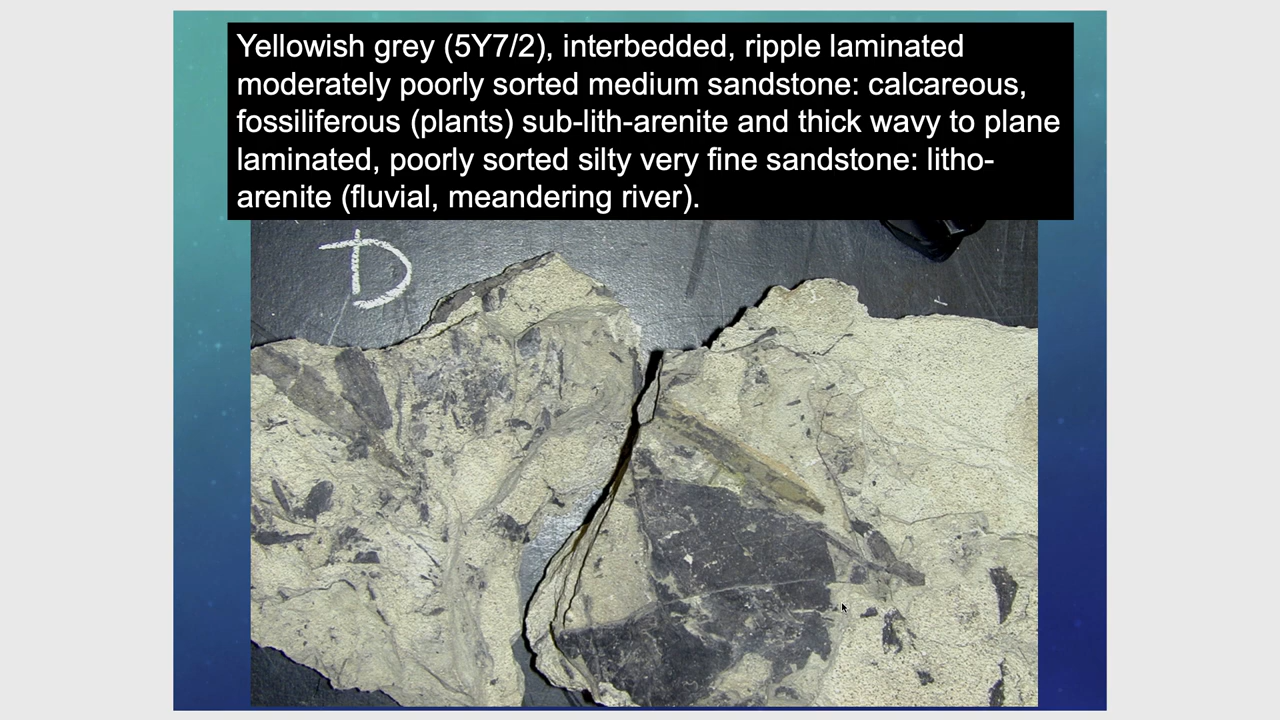 Yellowish grey (5Y7/2), interbedded, ripple laminated
moderately poorly sorted medium sandstone: calcareous,
fossiliferous (plants) sub-lith-arenite and thick wavy to plane
laminated, poorly sorted silty very fine sandstone: litho-
arenite (fluvial, meandering river).
D